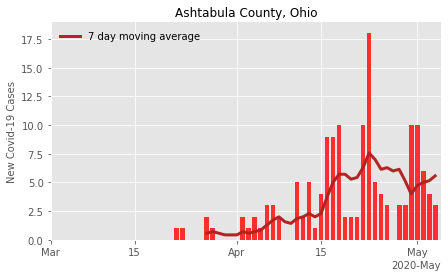 Ashtabula County, Ohio
7 day moving average
New Covid-19 Cases
17.5
15.0
12.5
10.0
7.5
5.0
2.5
0.0
Mar
15
Apr
15
May
2020-May